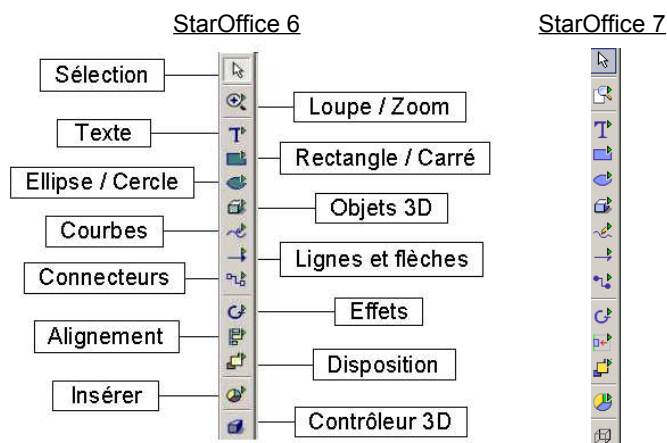 StarOffice 6
StarOffice 7
Sélection
Loupe / Zoom
Texte
Rectangle / Carré
Ellipse / Cercle
Objets 3D
Courbes
Lignes et flèches
Connecteurs
Effets
Alignement
Disposition
Insérer
Contrôleur 3D